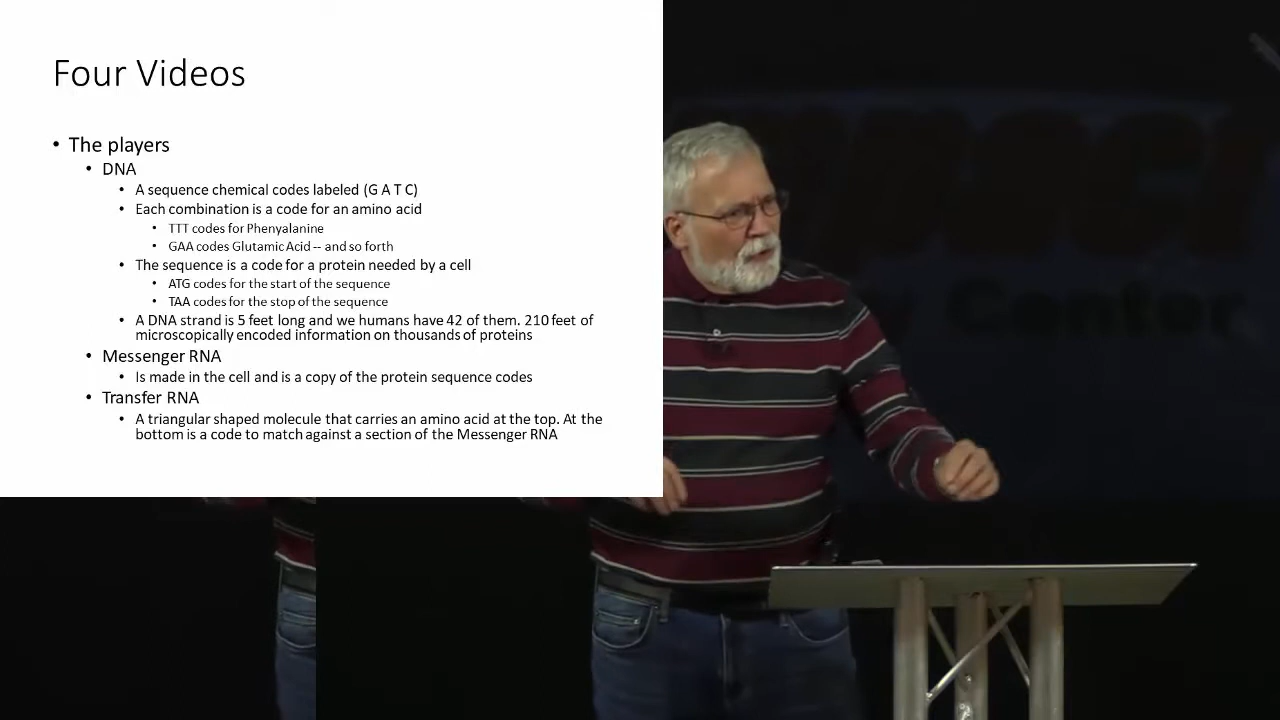 Four Videos
• The players
• DNA
• A sequence chemical codes labeled (G A T C)
• Each combination is a code for an amino acid
• TTT codes for Phenyalanine
• GAA codes Glutamic Acid -- and so forth
• The sequence is a code for a protein needed by a cell
• ATG codes for the start of the sequence
• TAA codes for the stop of the sequence
• A DNA strand is 5 feet long and we humans have 42 of them. 210 feet of
microscopically encoded information on thousands of proteins
• Messenger RNA
• Is made in the cell and is a copy of the protein sequence codes
• Transfer RNA
• A triangular shaped molecule that carries an amino acid at the top. At the
bottom is a code to match against a section of the Messenger RNA
Center